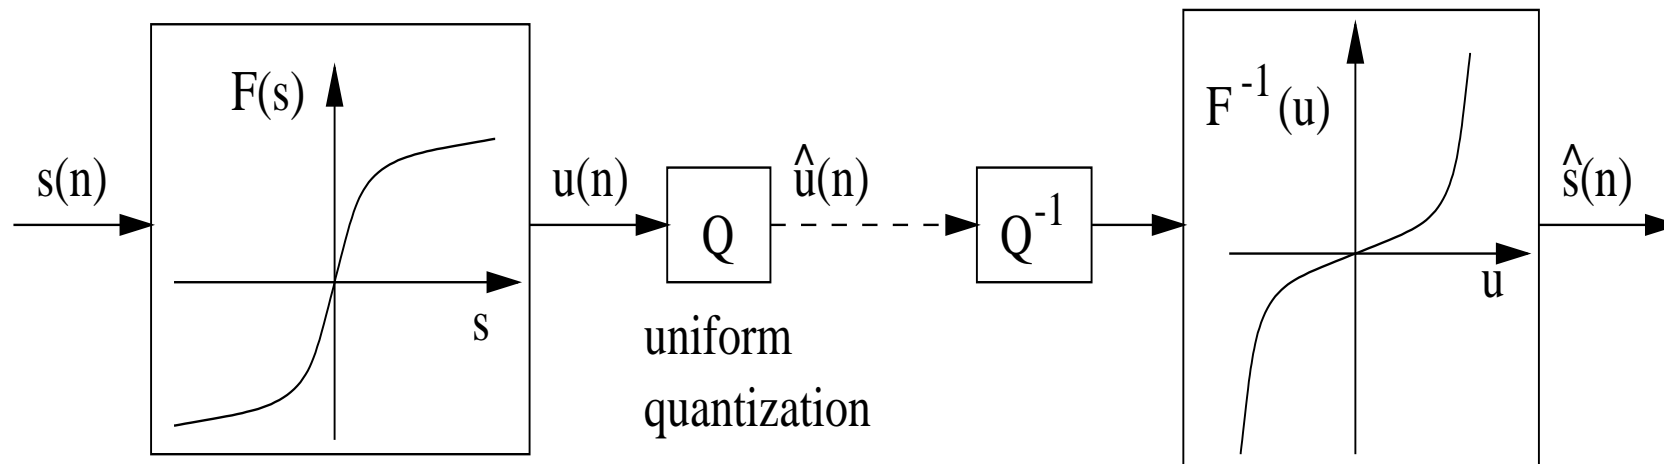 F(s)
s
s(n)
u(n)
Q
û(n)
uniform
quantization
Q⁻¹
F⁻¹(u)
u
ŝ(n)